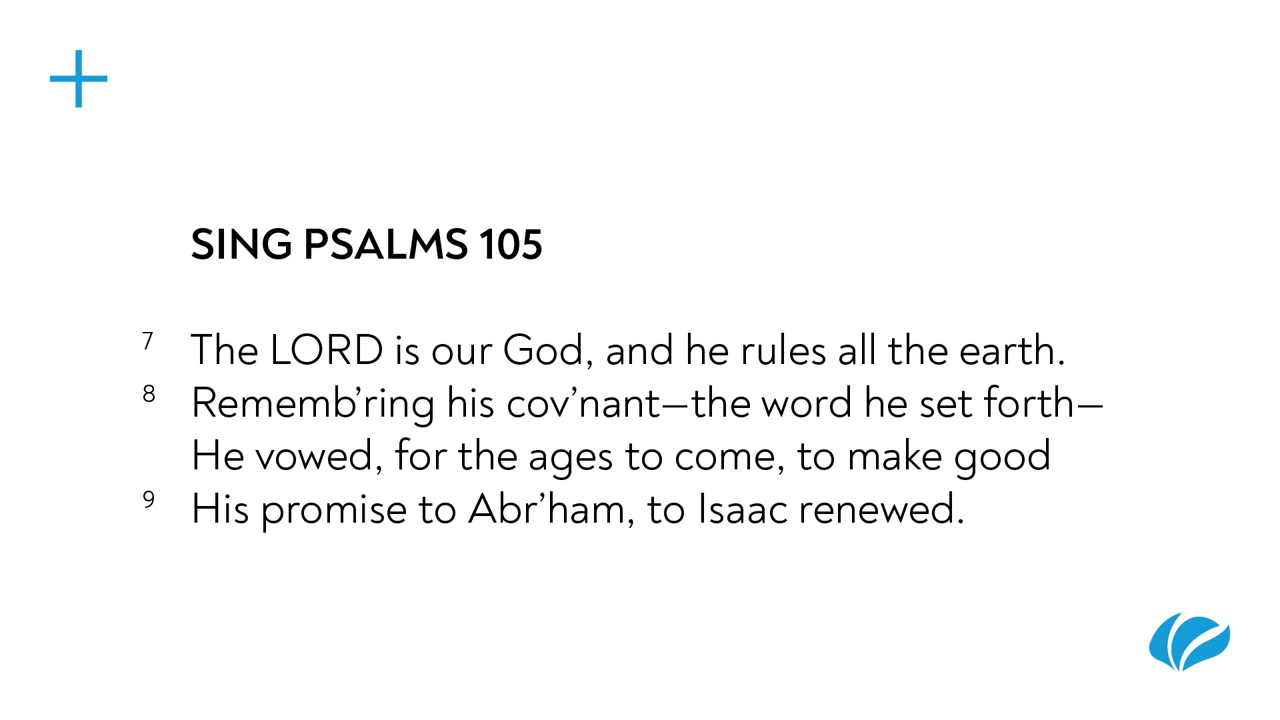 SING PSALMS 105
7 The LORD is our God, and he rules all the earth.
8 Rememb’ring his cov’nant—the word he set forth—
He vowed, for the ages to come, to make good
9 His promise to Abr’ham, to Isaac renewed.